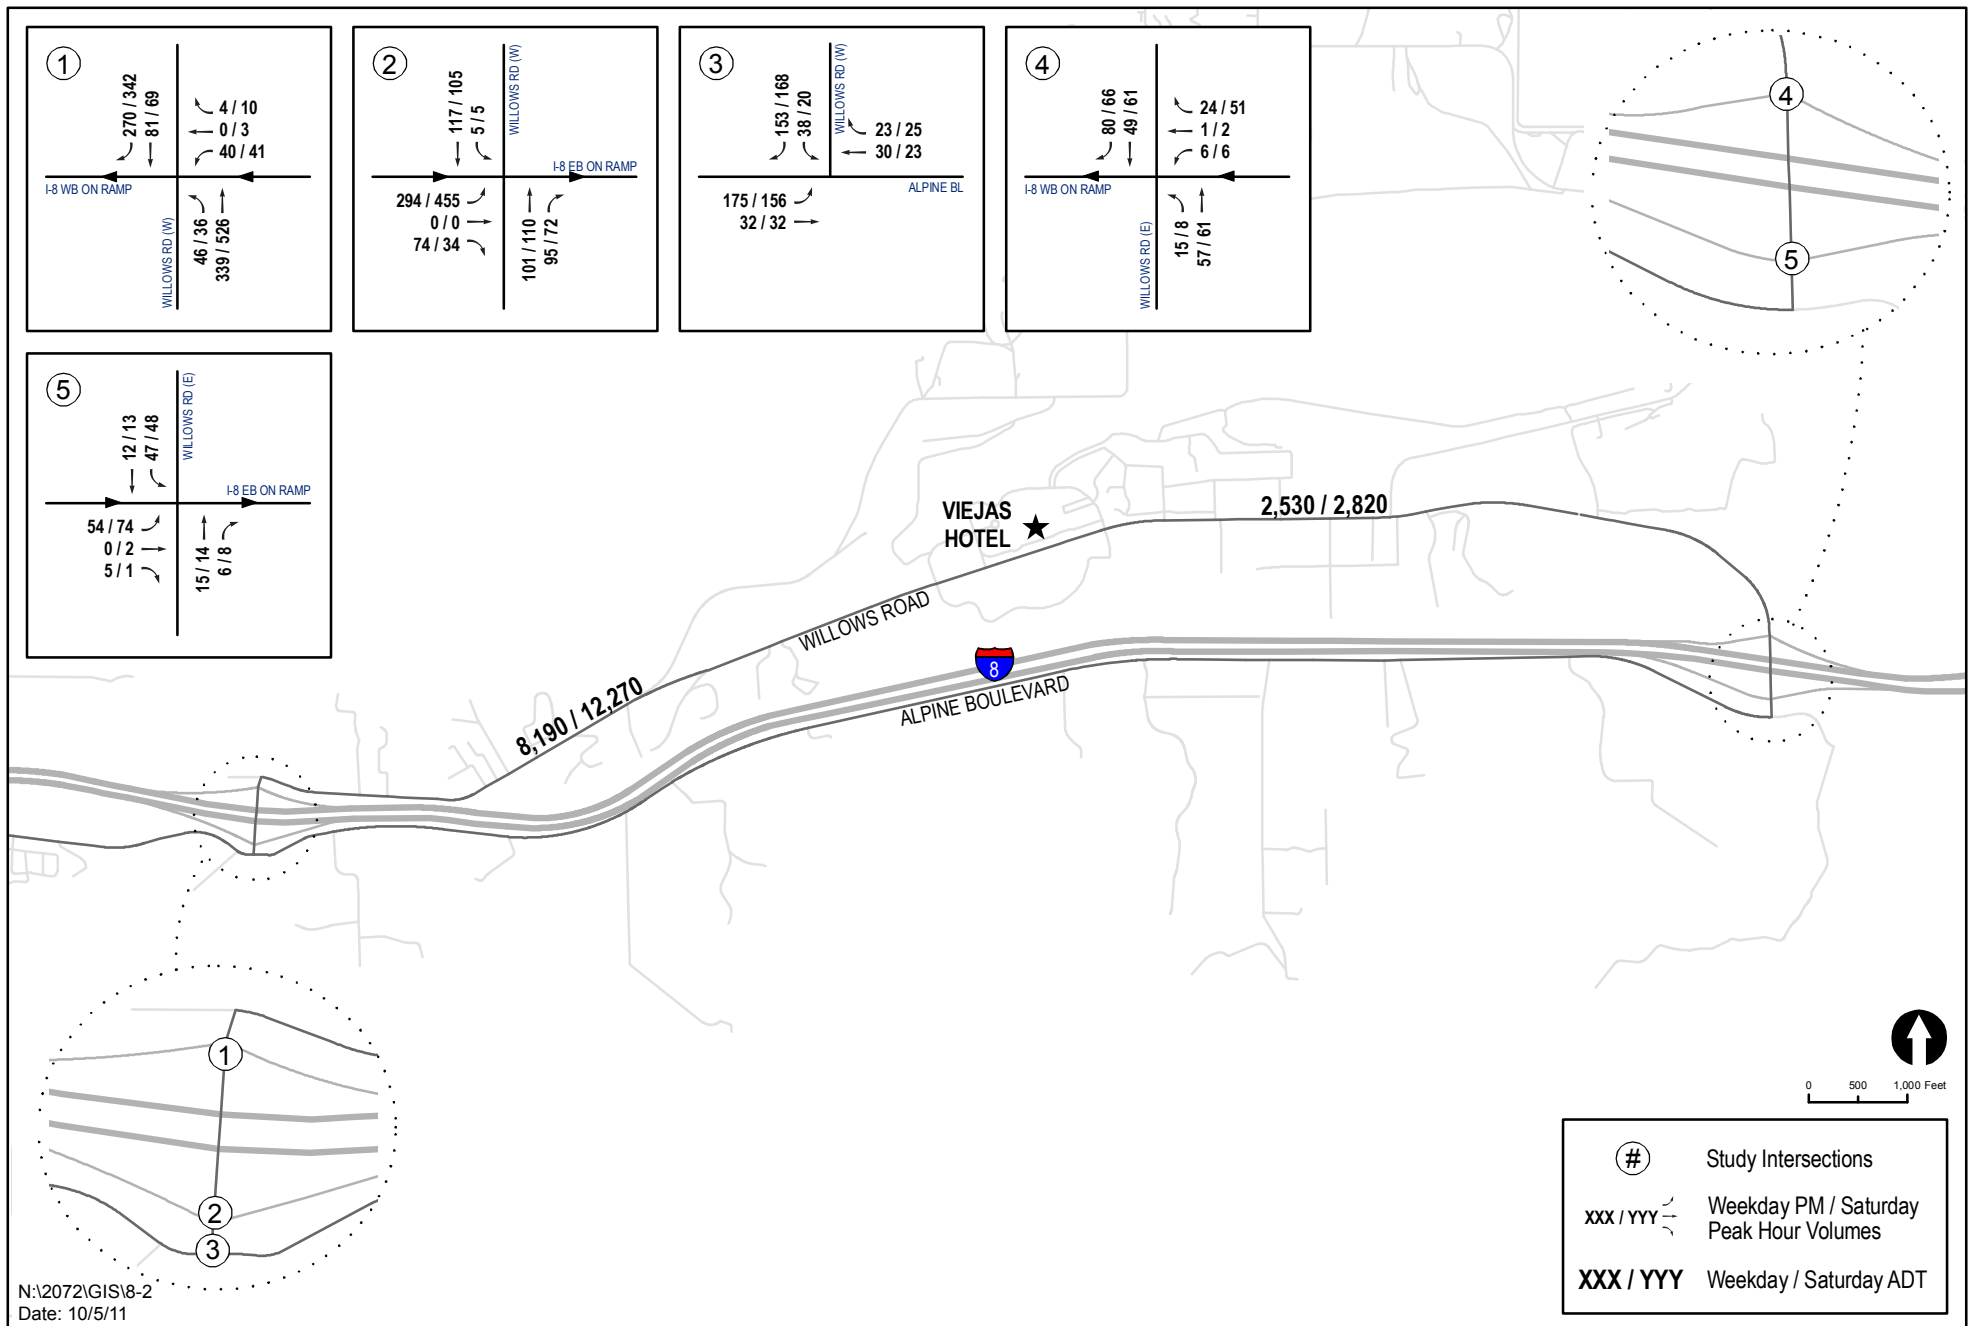 1
270 / 342
81 / 69
4 / 10
0 / 3
40 / 41
I-8 WB ON RAMP
WILLOWS RD (W)
46 / 36
339 / 526
2
117 / 105
5 / 5
WILLOWS RD (W)
I-8 EB ON RAMP
294 / 455
0 / 0
74 / 34
101 / 110
95 / 72
3
153 / 168
38 / 20
WILLOWS RD (W)
23 / 25
30 / 23
ALPINE BL
175 / 156
32 / 32
4
80 / 66
49 / 61
24 / 51
1 / 2
6 / 6
I-8 WB ON RAMP
WILLOWS RD (E)
15 / 8
57 / 61
4
5
5
12 / 13
47 / 48
WILLOWS RD (E)
I-8 EB ON RAMP
54 / 74
0 / 2
5 / 1
15 / 14
6 / 8
VIEJAS
HOTEL
2,530 / 2,820
WILLOWS ROAD
8
ALPINE BOULEVARD
8,190 / 12,270
1
2
3
0 500 1,000 Feet
# Study Intersections
XXX / YYY Weekday PM / Saturday
Peak Hour Volumes
XXX / YYY Weekday / Saturday ADT
N:\2072\GIS\8-2
Date: 10/5/11